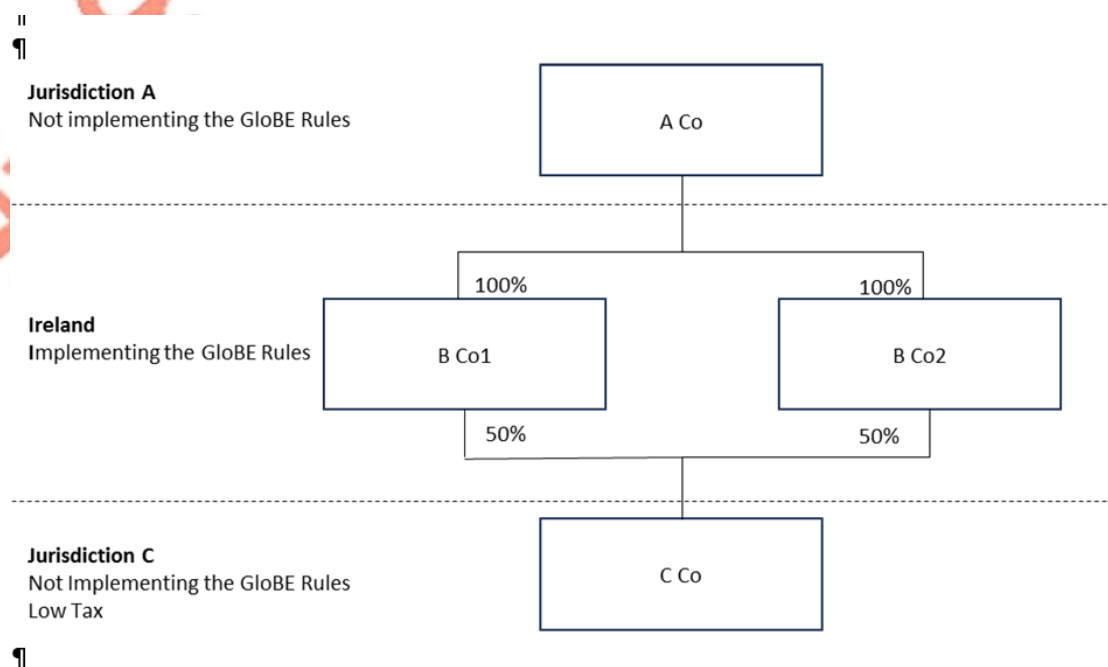 ¶
Jurisdiction A
Not implementing the GloBE Rules
A Co
100%
100%
Ireland
Implementing the GloBE Rules
B Co1
B Co2
50%
50%
Jurisdiction C
Not Implementing the GloBE Rules
Low Tax
C Co
¶